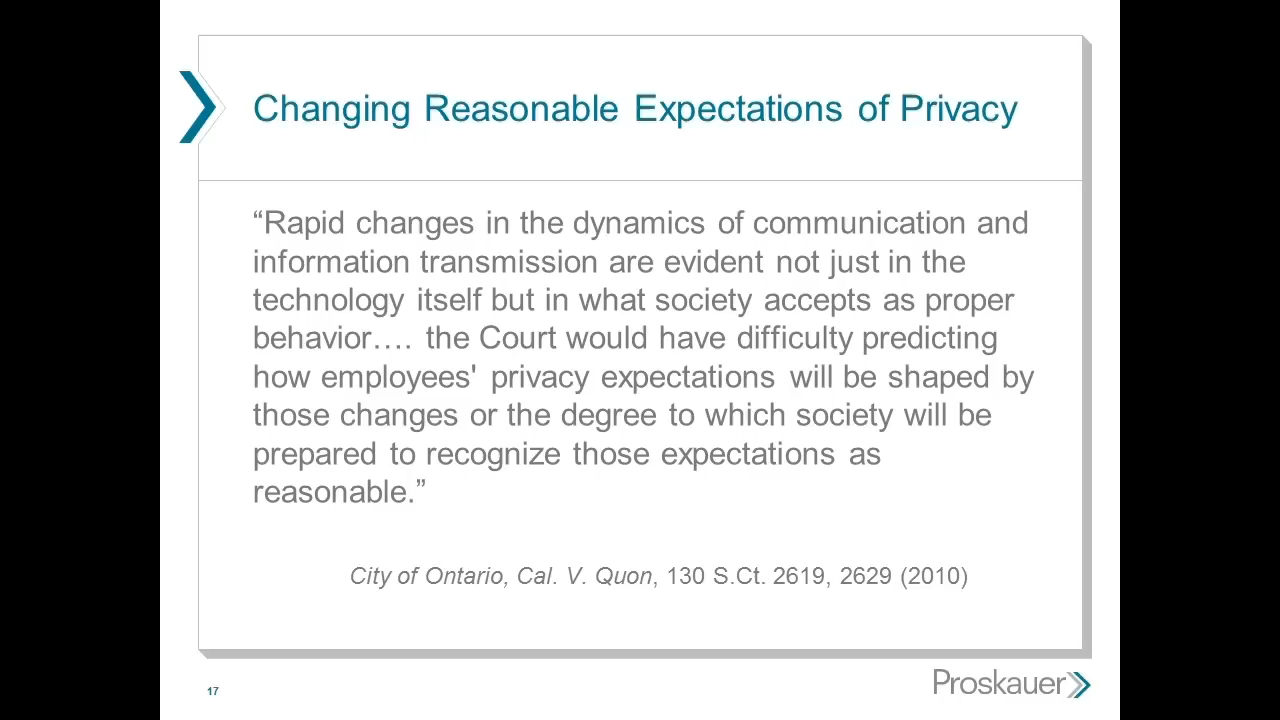 Changing Reasonable Expectations of Privacy
“Rapid changes in the dynamics of communication and
information transmission are evident not just in the
technology itself but in what society accepts as proper
behavior…. the Court would have difficulty predicting
how employees' privacy expectations will be shaped by
those changes or the degree to which society will be
prepared to recognize those expectations as
reasonable.”
City of Ontario, Cal. V. Quon, 130 S.Ct. 2619, 2629 (2010)
17
Proskauer